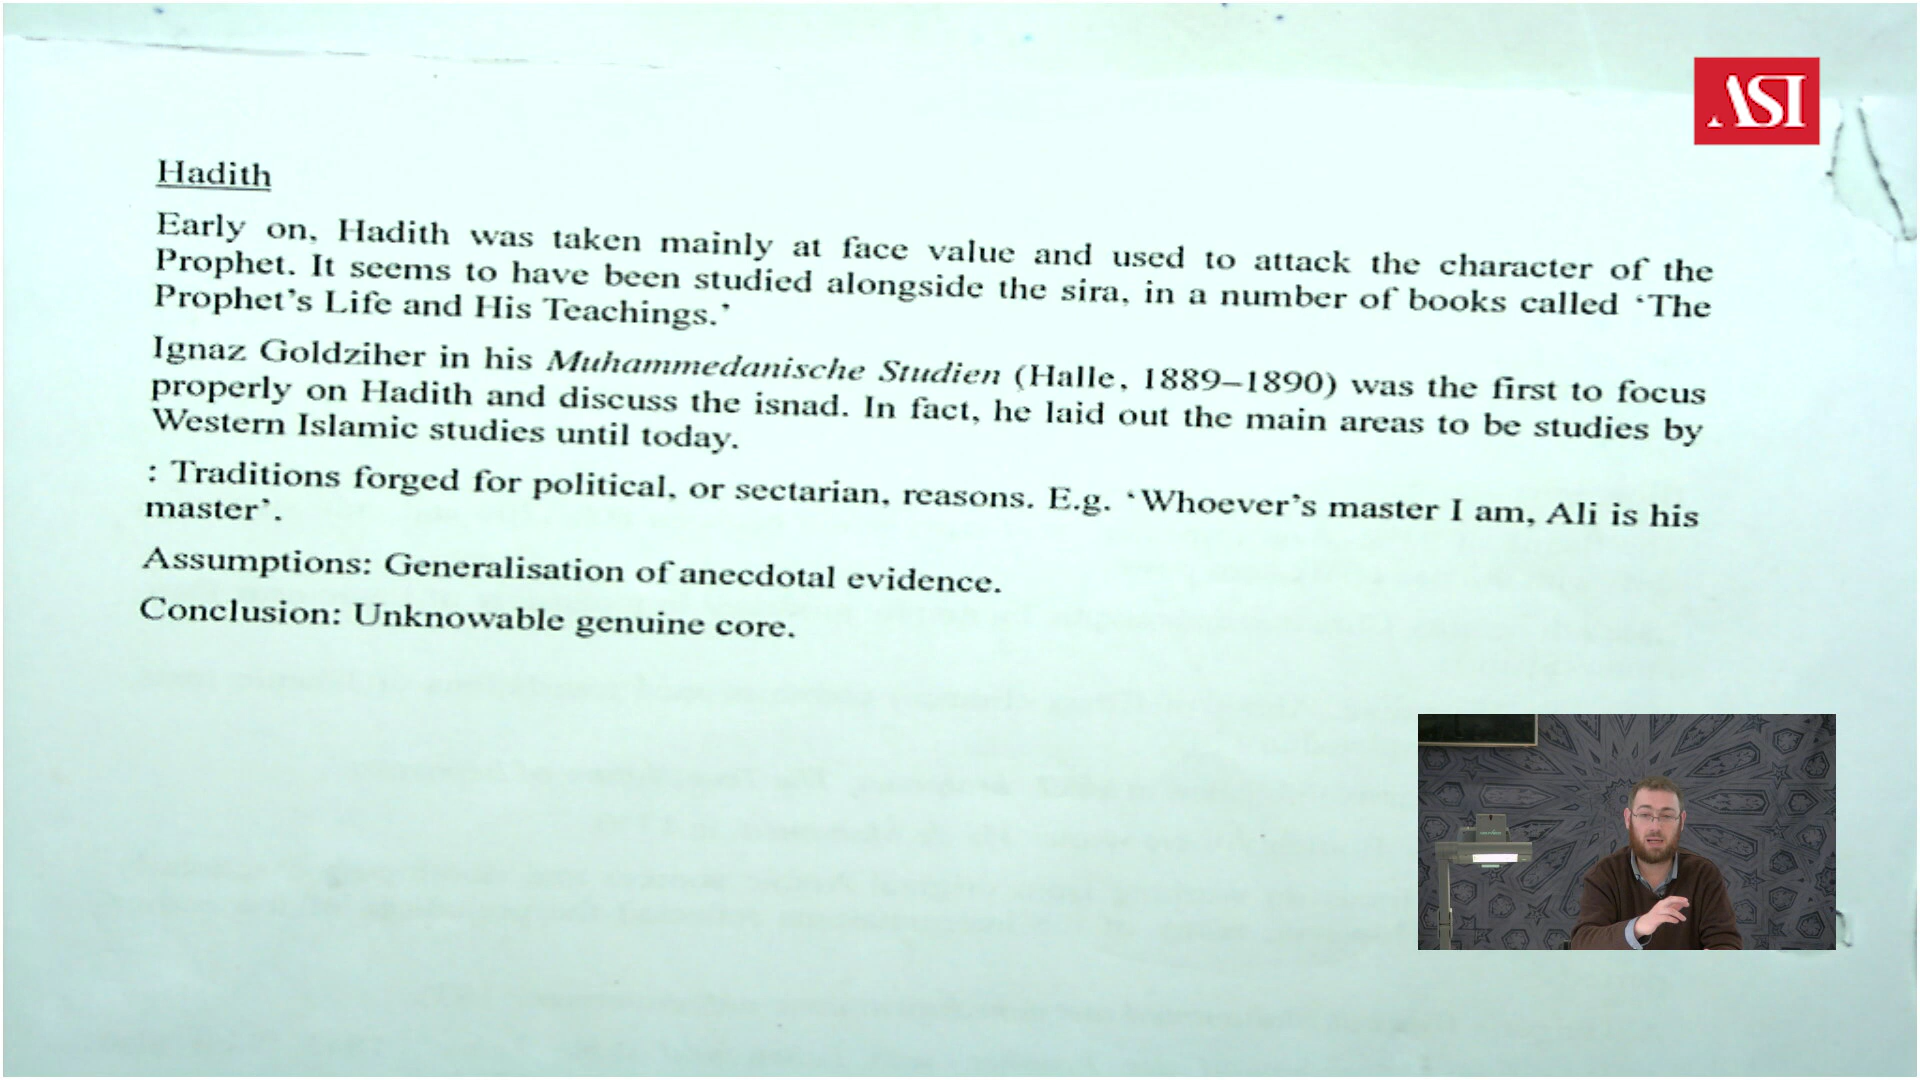 ASI
Hadith
Early on, Hadith was taken mainly at face value and used to attack the character of the
Prophet. It seems to have been studied alongside the sira, in a number of books called ‘The
Prophet’s Life and His Teachings.’
Ignaz Goldziher in his Muhammedanische Studien (Halle, 1889–1890) was the first to focus
properly on Hadith and discuss the isnad. In fact, he laid out the main areas to be studies by
Western Islamic studies until today.
: Traditions forged for political, or sectarian, reasons. E.g. ‘Whoever’s master I am, Ali is his
master’.
Assumptions: Generalisation of anecdotal evidence.
Conclusion: Unknowable genuine core.